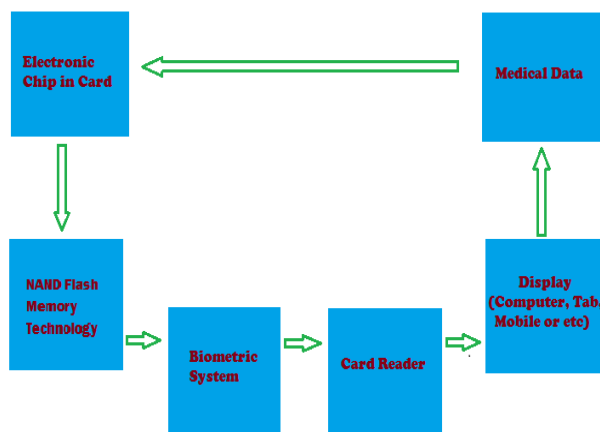 Electronic
Chip in Card
Medical Data
NAND Flash
Memory
Technology
Biometric
System
Card Reader
Display
(Computer, Tab,
Mobile or etc)